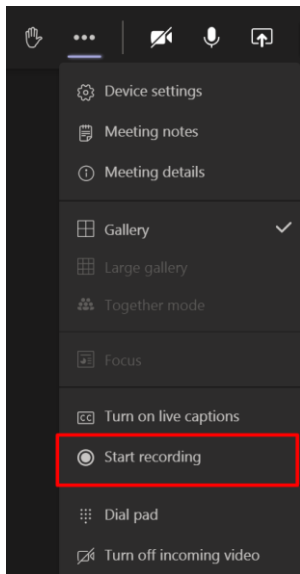 Device settings
Meeting notes
Meeting details
Gallery
Large gallery
Together mode
Focus
CC Turn on live captions
Start recording
Dial pad
Turn off incoming video